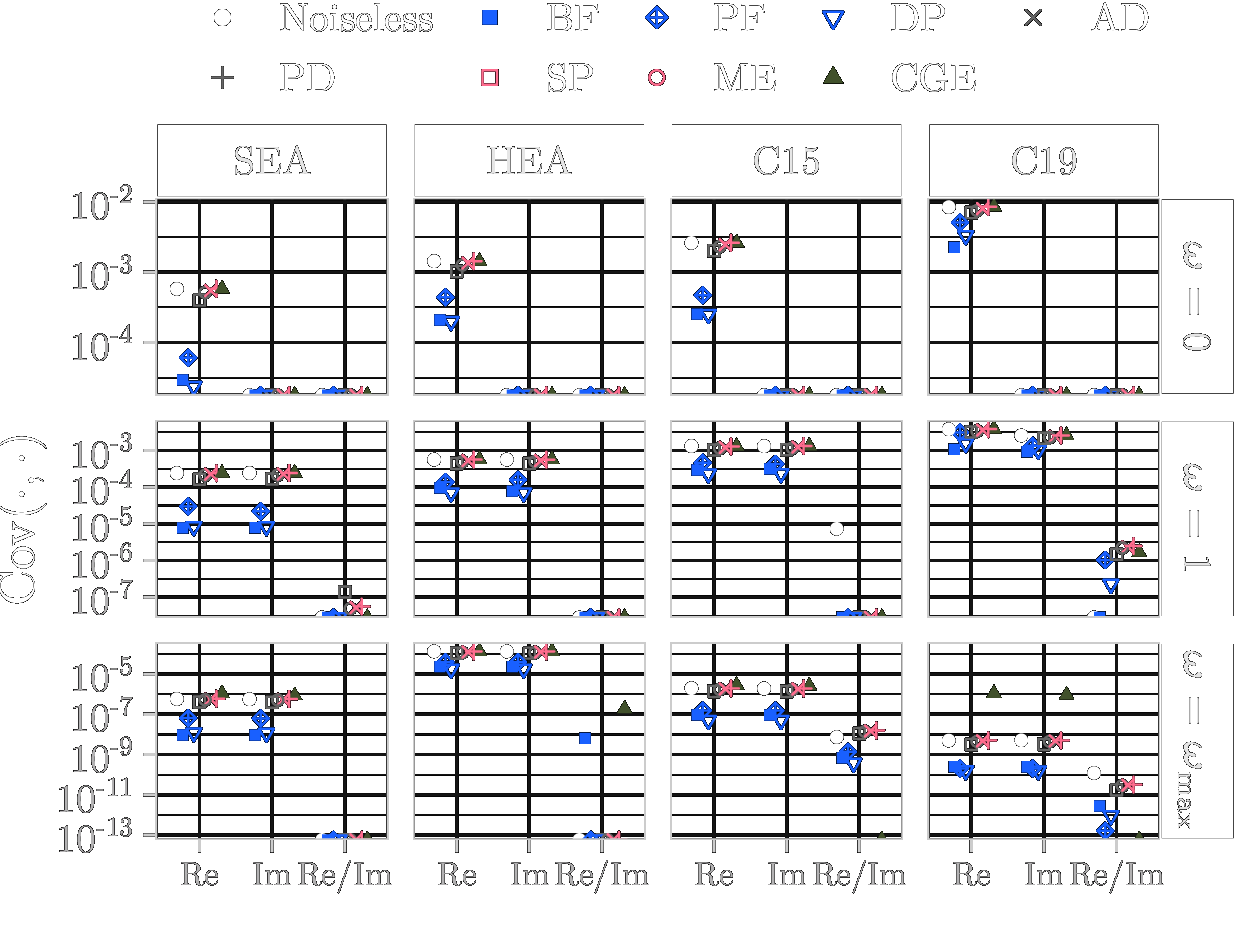 Noiseless BF PF DP AD
PD SP ME CGE
SEA HEA C15 C19
Cov(·,·)
10^-2
10^-3
10^-4
ω = 0
10^-3
10^-4
10^-5
10^-6
10^-7
ω = 1
10^-5
10^-7
10^-9
10^-11
10^-13
ω = ω_max
Re Im Re/Im Re Im Re/Im Re Im Re/Im Re Im Re/Im